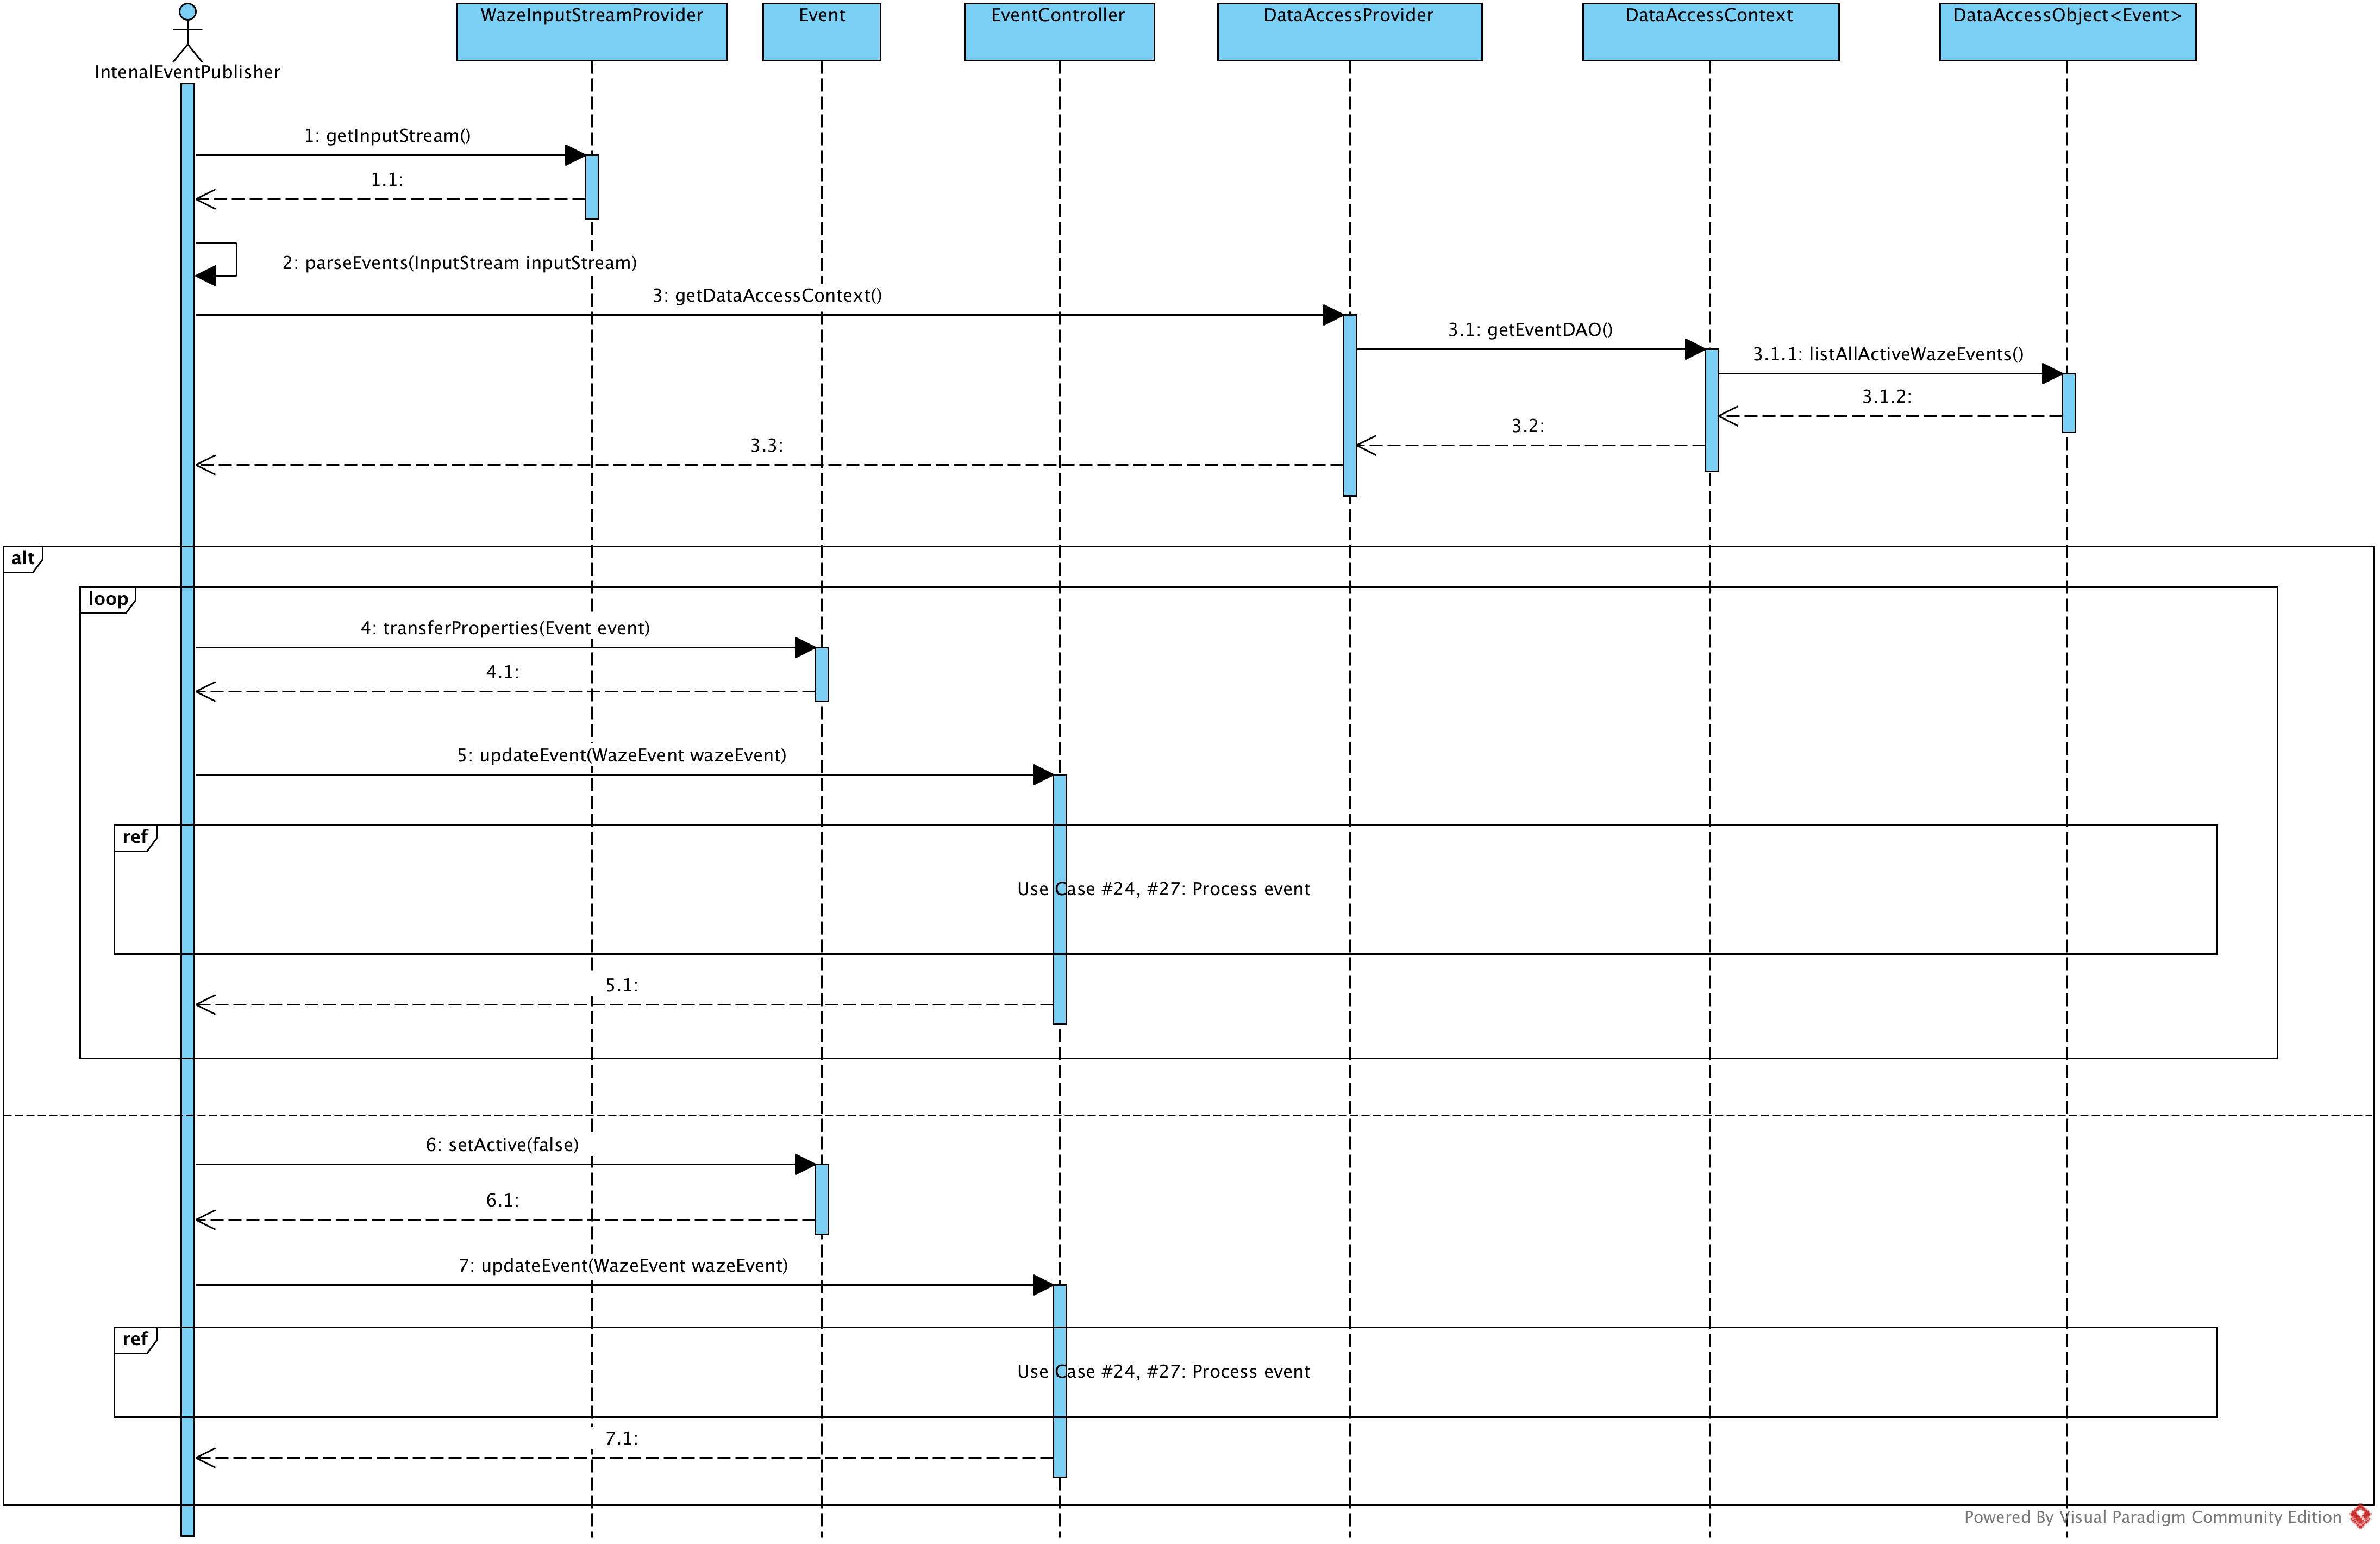 WazeInputStreamProvider
Event
EventController
DataAccessProvider
DataAccessContext
DataAccessObject<Event>
IntenalEventPublisher
1: getInputStream()
1.1:
2: parseEvents(InputStream inputStream)
3: getDataAccessContext()
3.1: getEventDAO()
3.1.1: listAllActiveWazeEvents()
3.1.2:
3.2:
3.3:
alt
loop
4: transferProperties(Event event)
4.1:
5: updateEvent(WazeEvent wazeEvent)
ref
Use Case #24, #27: Process event
5.1:
6: setActive(false)
6.1:
7: updateEvent(WazeEvent wazeEvent)
ref
Use Case #24, #27: Process event
7.1:
Powered By Visual Paradigm Community Edition